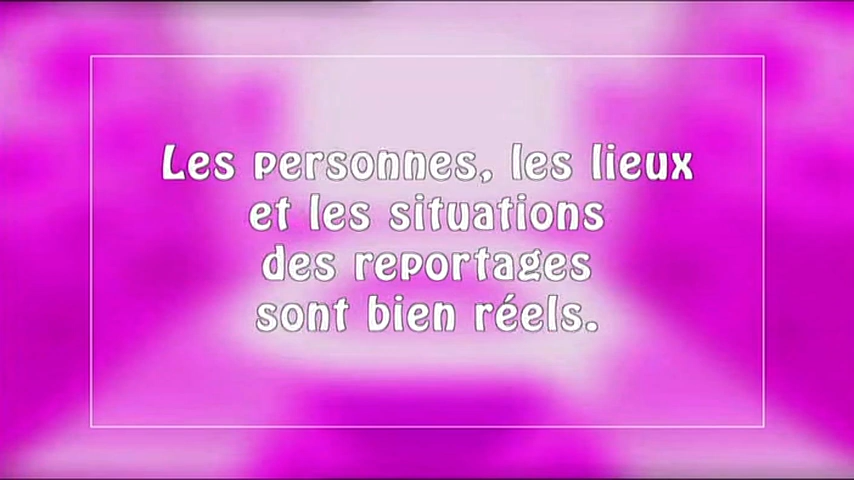 Les personnes, les lieux
et les situations
des reportages
sont bien réels.